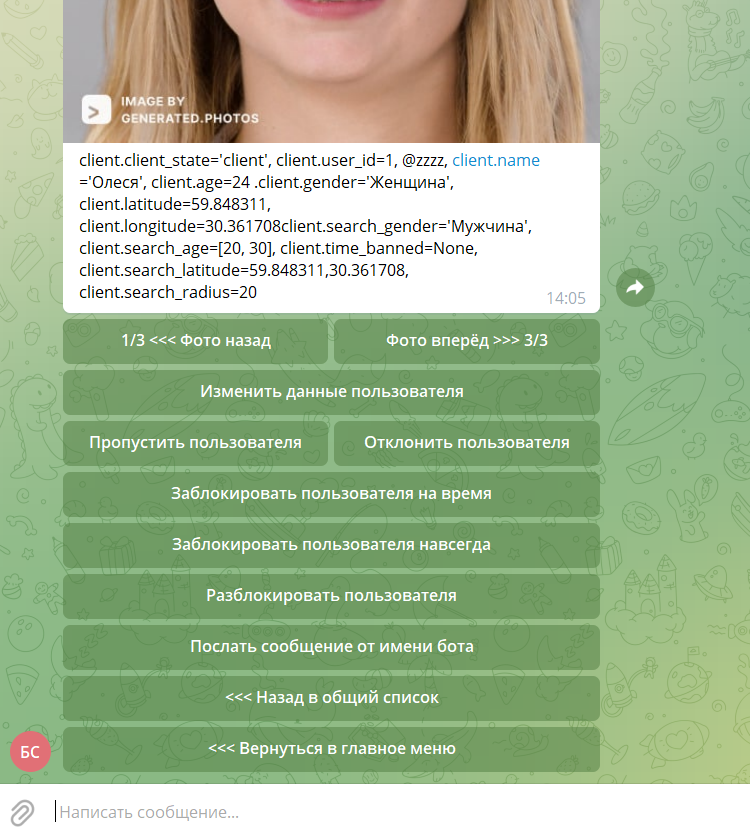 IMAGE BY
GENERATED.PHOTOS
client.client_state='client', client.user_id=1, @zzzz, client.name
='Олеся', client.age=24 .client.gender='Женщина',
client.latitude=59.848311,
client.longitude=30.361708client.search_gender='Мужчина',
client.search_age=[20, 30], client.time_banned=None,
client.search_latitude=59.848311,30.361708,
client.search_radius=20
14:05
1/3 <<< Фото назад
Фото вперёд >>> 3/3
Изменить данные пользователя
Пропустить пользователя
Отклонить пользователя
Заблокировать пользователя на время
Заблокировать пользователя навсегда
Разблокировать пользователя
Послать сообщение от имени бота
<<< Назад в общий список
<<< Вернуться в главное меню
БС
Написать сообщение...